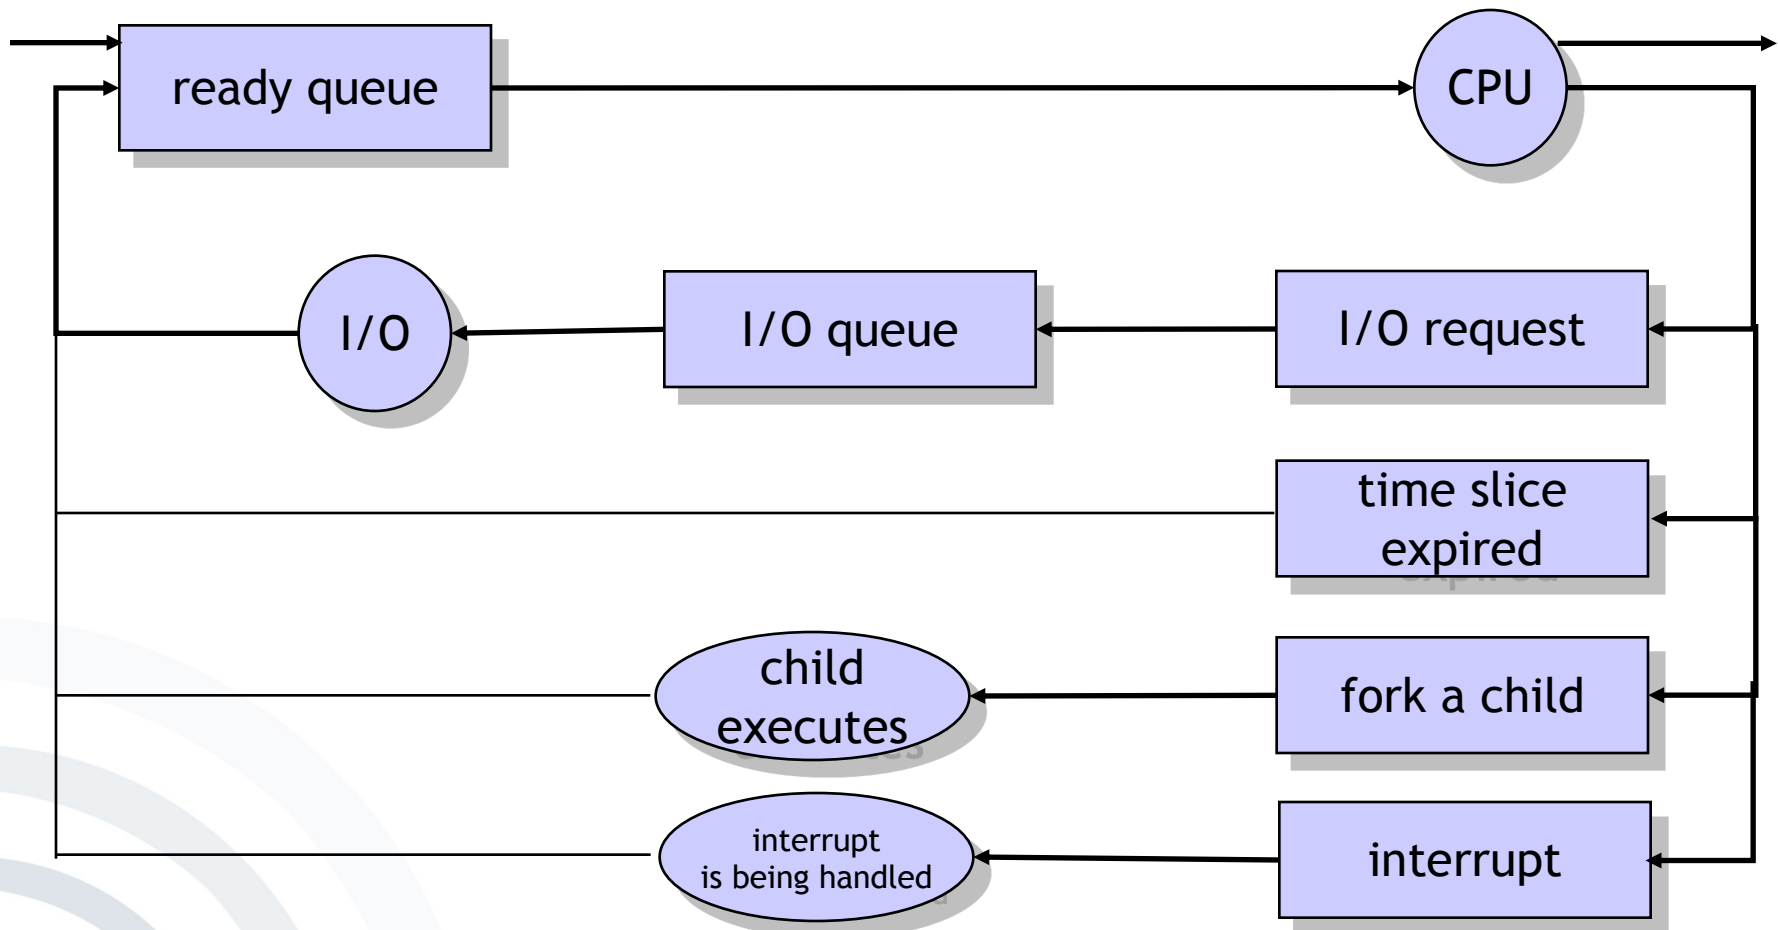 ready queue
CPU
I/O
I/O queue
I/O request
time slice
expired
child
executes
fork a child
interrupt
is being handled
interrupt